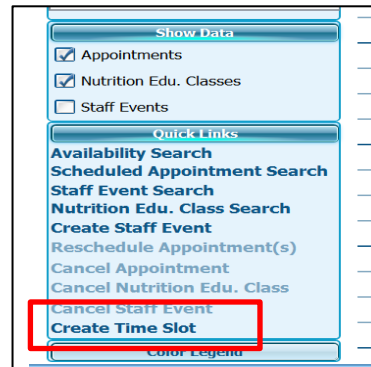 Show Data
Appointments
Nutrition Edu. Classes
Staff Events
Quick Links
Availability Search
Scheduled Appointment Search
Staff Event Search
Nutrition Edu. Class Search
Create Staff Event
Reschedule Appointment(s)
Cancel Appointment
Cancel Nutrition Edu. Class
Cancel Staff Event
Create Time Slot
Color Legend